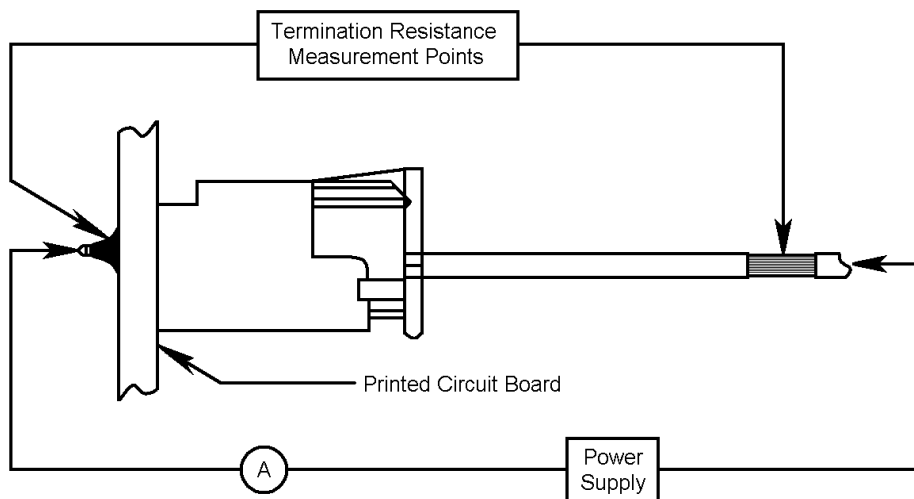 Termination Resistance
Measurement Points
Printed Circuit Board
A
Power
Supply